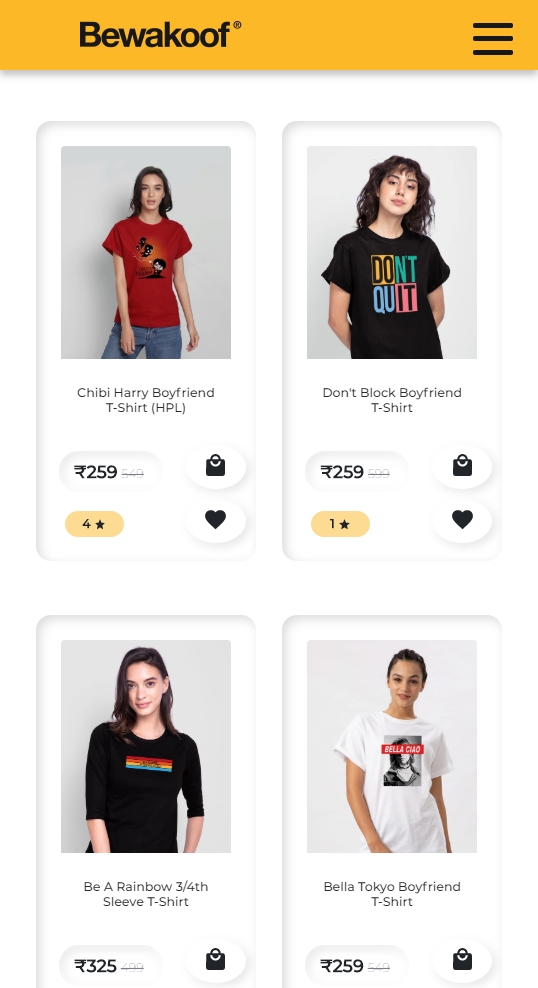 Bewakoof®
DON'T
QUIT
Chibi Harry Boyfriend
T-Shirt (HPL)
Don't Block Boyfriend
T-Shirt
₹259 549
₹259 599
4
1
BELLA CIAO
Be A Rainbow 3/4th
Sleeve T-Shirt
Bella Tokyo Boyfriend
T-Shirt
₹325 499
₹259 549